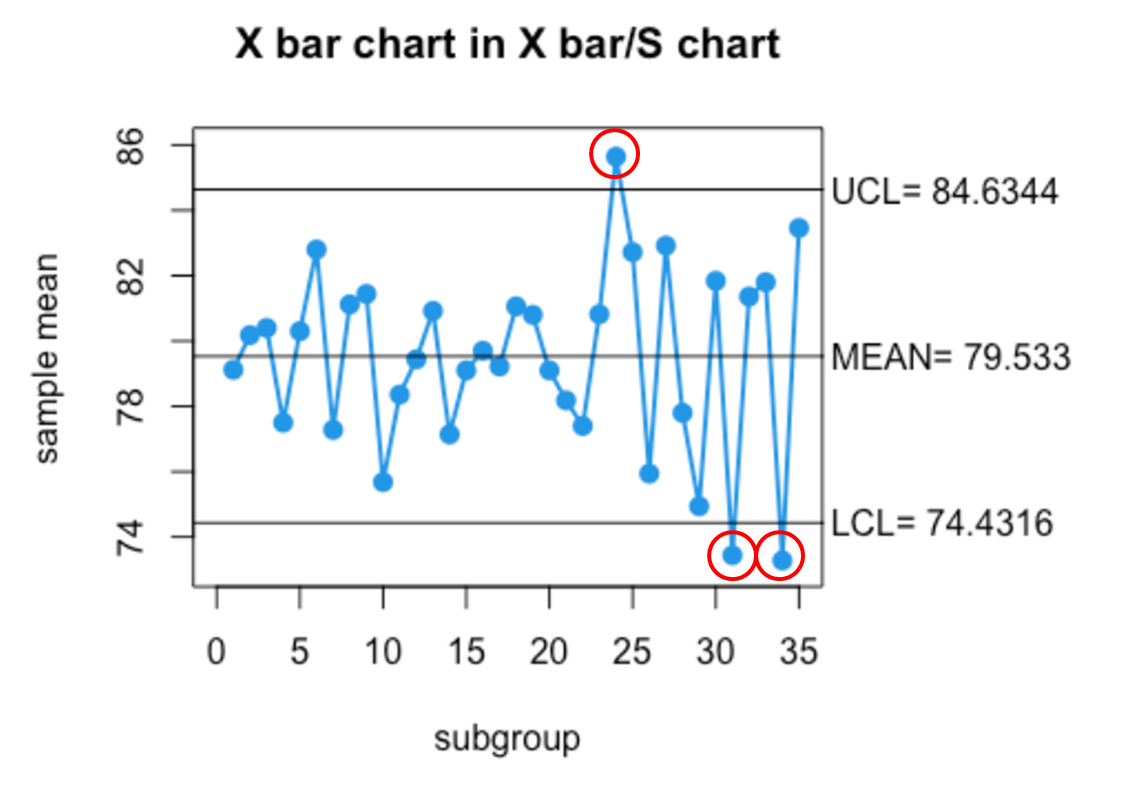 X bar chart in X bar/S chart
86
82
78
74
sample mean
UCL= 84.6344
MEAN= 79.533
LCL= 74.4316
0 5 10 15 20 25 30 35
subgroup